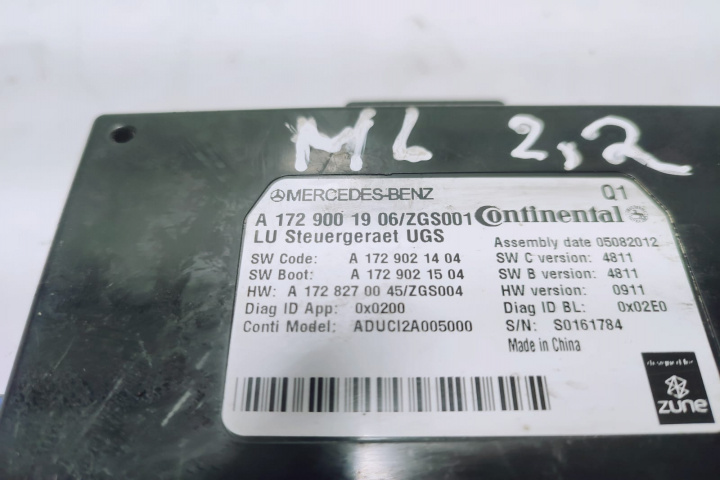 ML 2,2
MERCEDES-BENZ Q1
A 172 900 19 06/ZGS001 Continental
LU Steuergeraet UGS
Assembly date 05082012
SW Code: A 172 902 14 04
SW C version: 4811
SW Boot: A 172 902 15 04
SW B version: 4811
HW: A 172 827 00 45/ZGS004
HW version: 0911
Diag ID App: 0x0200
Diag ID BL: 0x02E0
Conti Model: ADUCI2A005000
S/N: S0161784
Made in China
designed for
zune